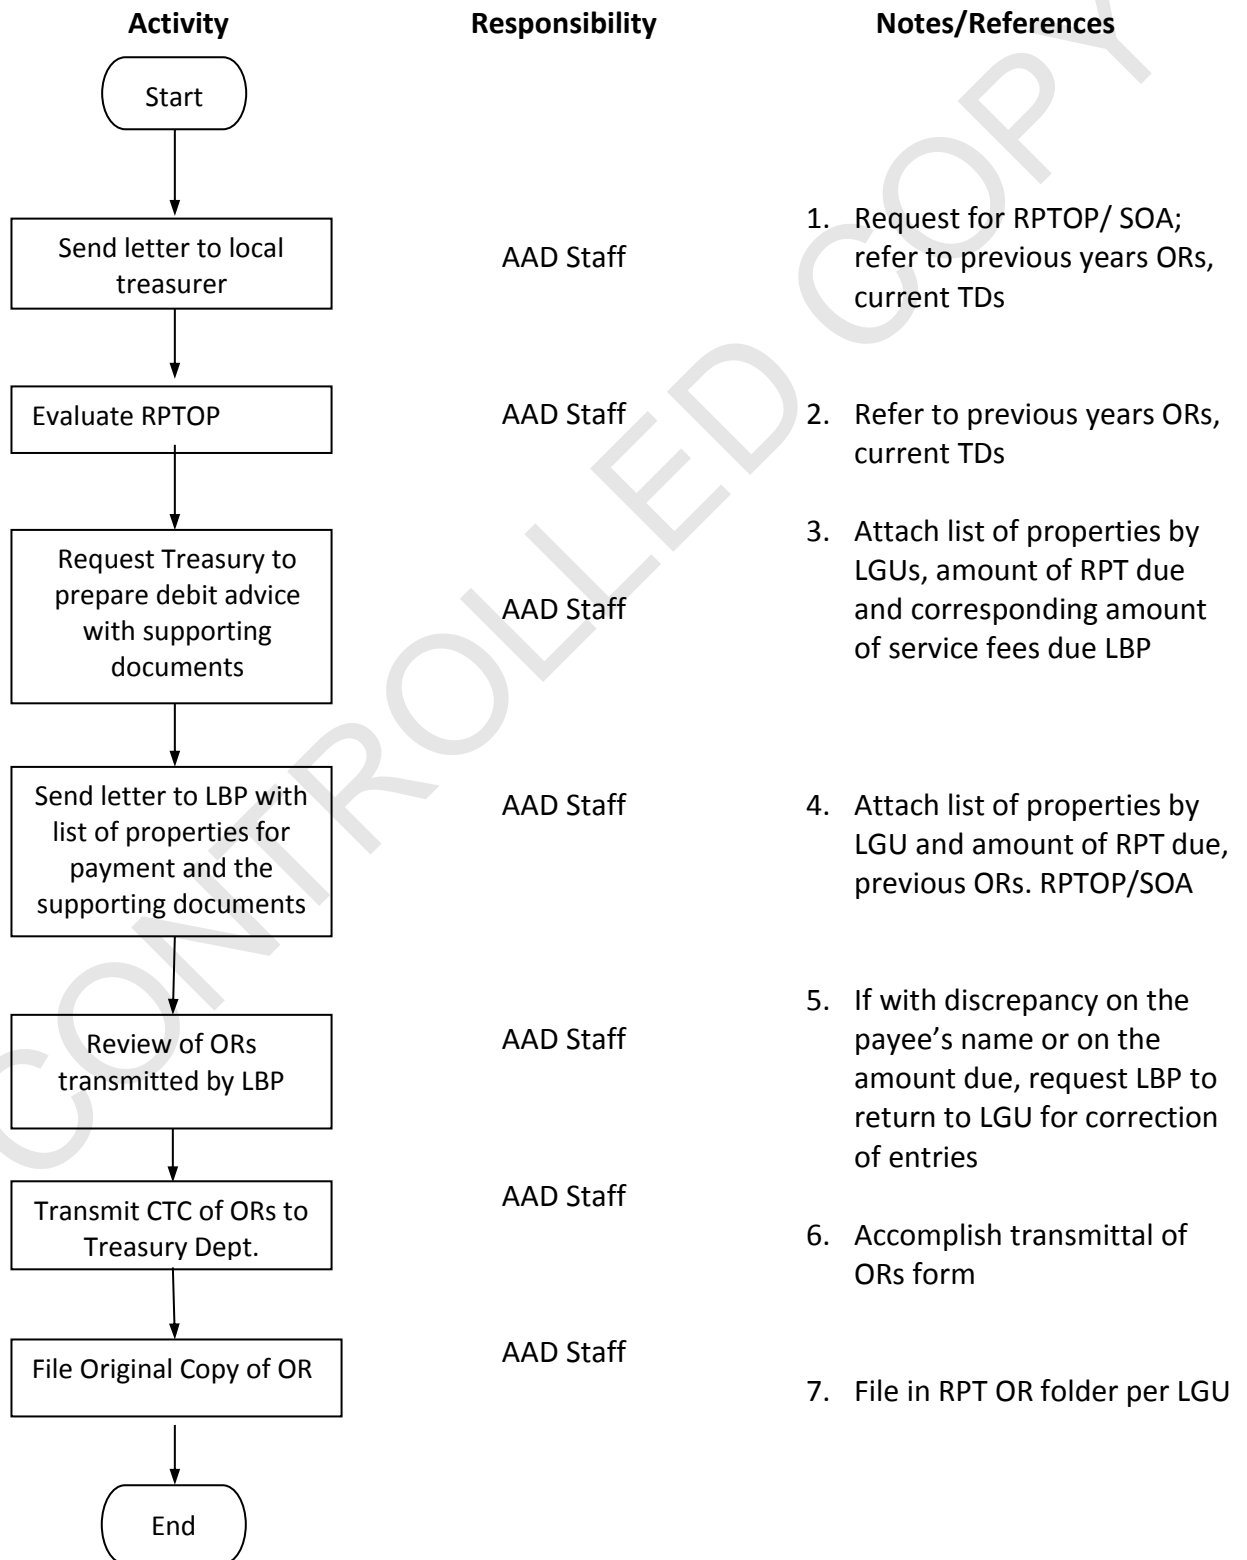 Activity
Responsibility
Notes/References
Start
Send letter to local
treasurer
AAD Staff
1. Request for RPTOP/ SOA;
refer to previous years ORs,
current TDs
Evaluate RPTOP
AAD Staff
2. Refer to previous years ORs,
current TDs
Request Treasury to
prepare debit advice
with supporting
documents
AAD Staff
3. Attach list of properties by
LGUs, amount of RPT due
and corresponding amount
of service fees due LBP
Send letter to LBP with
list of properties for
payment and the
supporting documents
AAD Staff
4. Attach list of properties by
LGU and amount of RPT due,
previous ORs. RPTOP/SOA
Review of ORs
transmitted by LBP
AAD Staff
5. If with discrepancy on the
payee’s name or on the
amount due, request LBP to
return to LGU for correction
of entries
Transmit CTC of ORs to
Treasury Dept.
AAD Staff
6. Accomplish transmittal of
ORs form
File Original Copy of OR
AAD Staff
7. File in RPT OR folder per LGU
End
CONTROLLED COPY